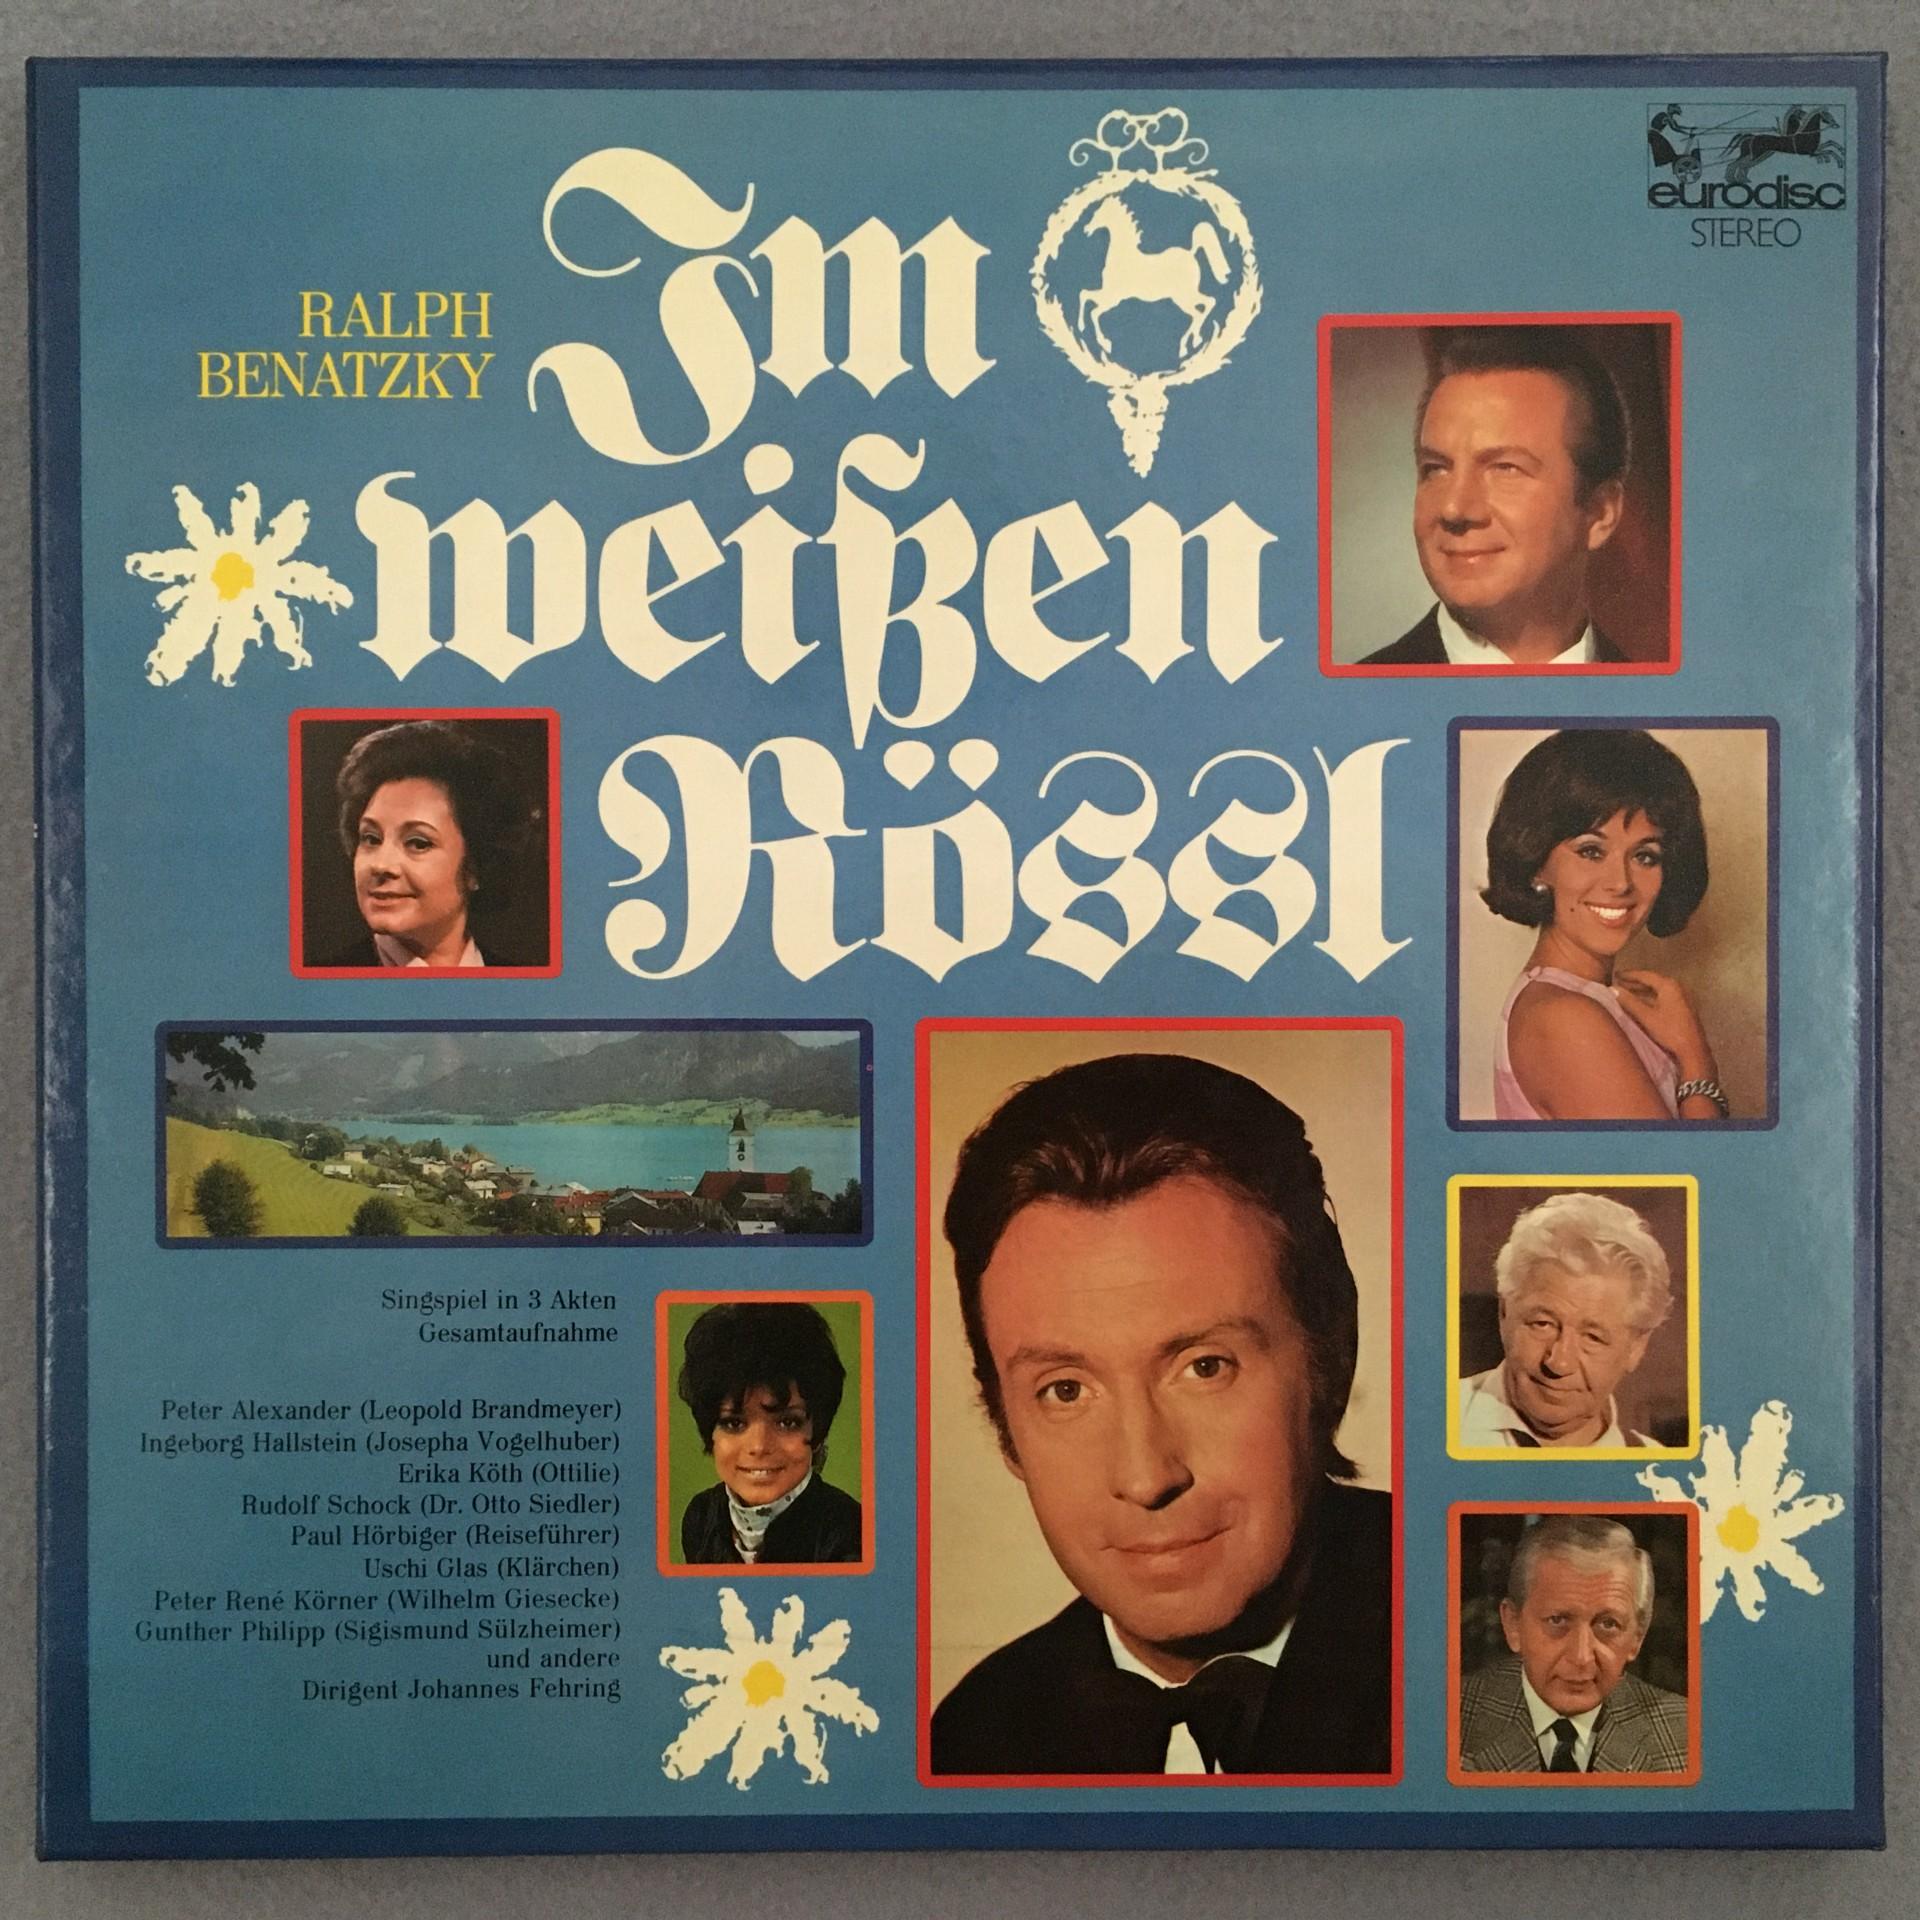 eurodisc
STEREO
RALPH
BENATZKY
Im
weißen
Rössl
Singspiel in 3 Akten
Gesamtaufnahme
Peter Alexander (Leopold Brandmeyer)
Ingeborg Hallstein (Josepha Vogelhuber)
Erika Köth (Ottilie)
Rudolf Schock (Dr. Otto Siedler)
Paul Hörbiger (Reiseführer)
Uschi Glas (Klärchen)
Peter René Körner (Wilhelm Giesecke)
Gunther Philipp (Sigismund Sülzheimer)
und andere
Dirigent Johannes Fehring